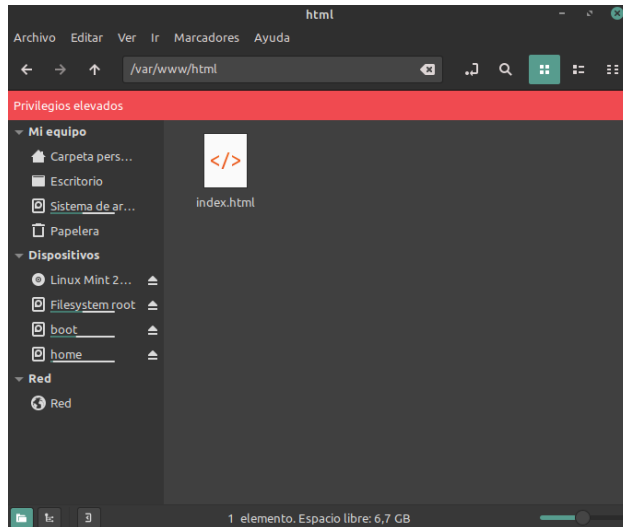 html
Archivo Editar Ver Ir Marcadores Ayuda
/var/www/html
Privilegios elevados
Mi equipo
Carpeta pers...
Escritorio
Sistema de ar...
Papelera
Dispositivos
Linux Mint 2...
Filesystem root
boot
home
Red
Red
</>
index.html
1 elemento. Espacio libre: 6,7 GB